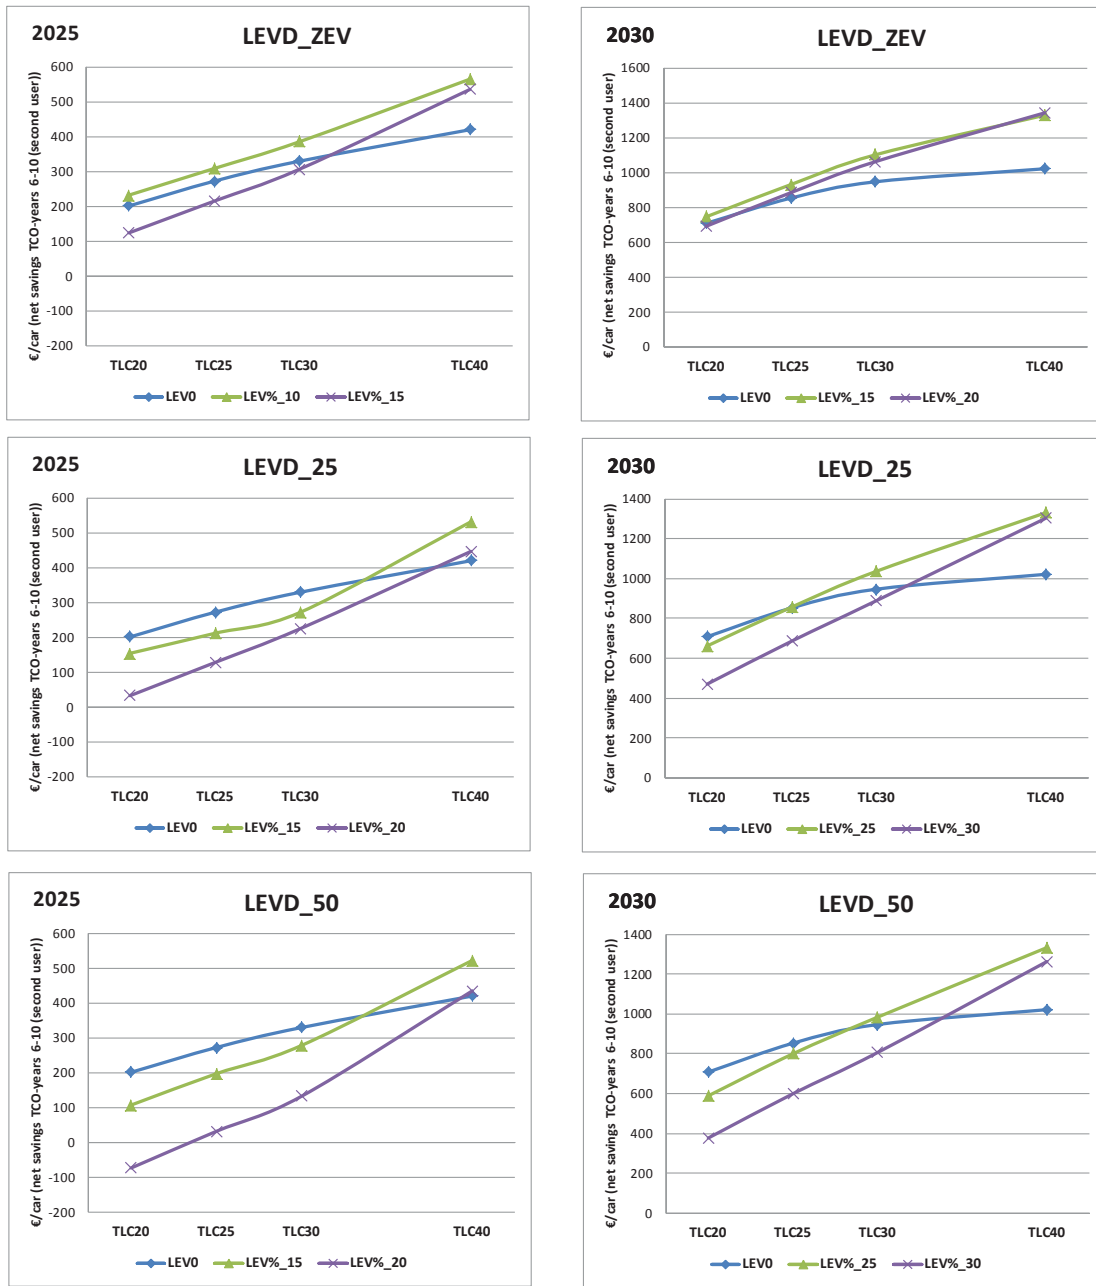 2025
LEVD_ZEV
€/car (net savings TCO-years 6-10 (second user))
600
500
400
300
200
100
0
-100
-200
TLC20 TLC25 TLC30 TLC40
LEV0 LEV%_10 LEV%_15
2030
LEVD_ZEV
€/car (net savings TCO-years 6-10 (second user))
1600
1400
1200
1000
800
600
400
200
0
TLC20 TLC25 TLC30 TLC40
LEV0 LEV%_15 LEV%_20
2025
LEVD_25
€/car (net savings TCO-years 6-10 (second user))
600
500
400
300
200
100
0
-100
-200
TLC20 TLC25 TLC30 TLC40
LEV0 LEV%_15 LEV%_20
2030
LEVD_25
€/car (net savings TCO-years 6-10 (second user))
1400
1200
1000
800
600
400
200
0
TLC20 TLC25 TLC30 TLC40
LEV0 LEV%_25 LEV%_30
2025
LEVD_50
€/car (net savings TCO-years 6-10 (second user))
600
500
400
300
200
100
0
-100
-200
TLC20 TLC25 TLC30 TLC40
LEV0 LEV%_15 LEV%_20
2030
LEVD_50
€/car (net savings TCO-years 6-10 (second user))
1400
1200
1000
800
600
400
200
0
TLC20 TLC25 TLC30 TLC40
LEV0 LEV%_25 LEV%_30